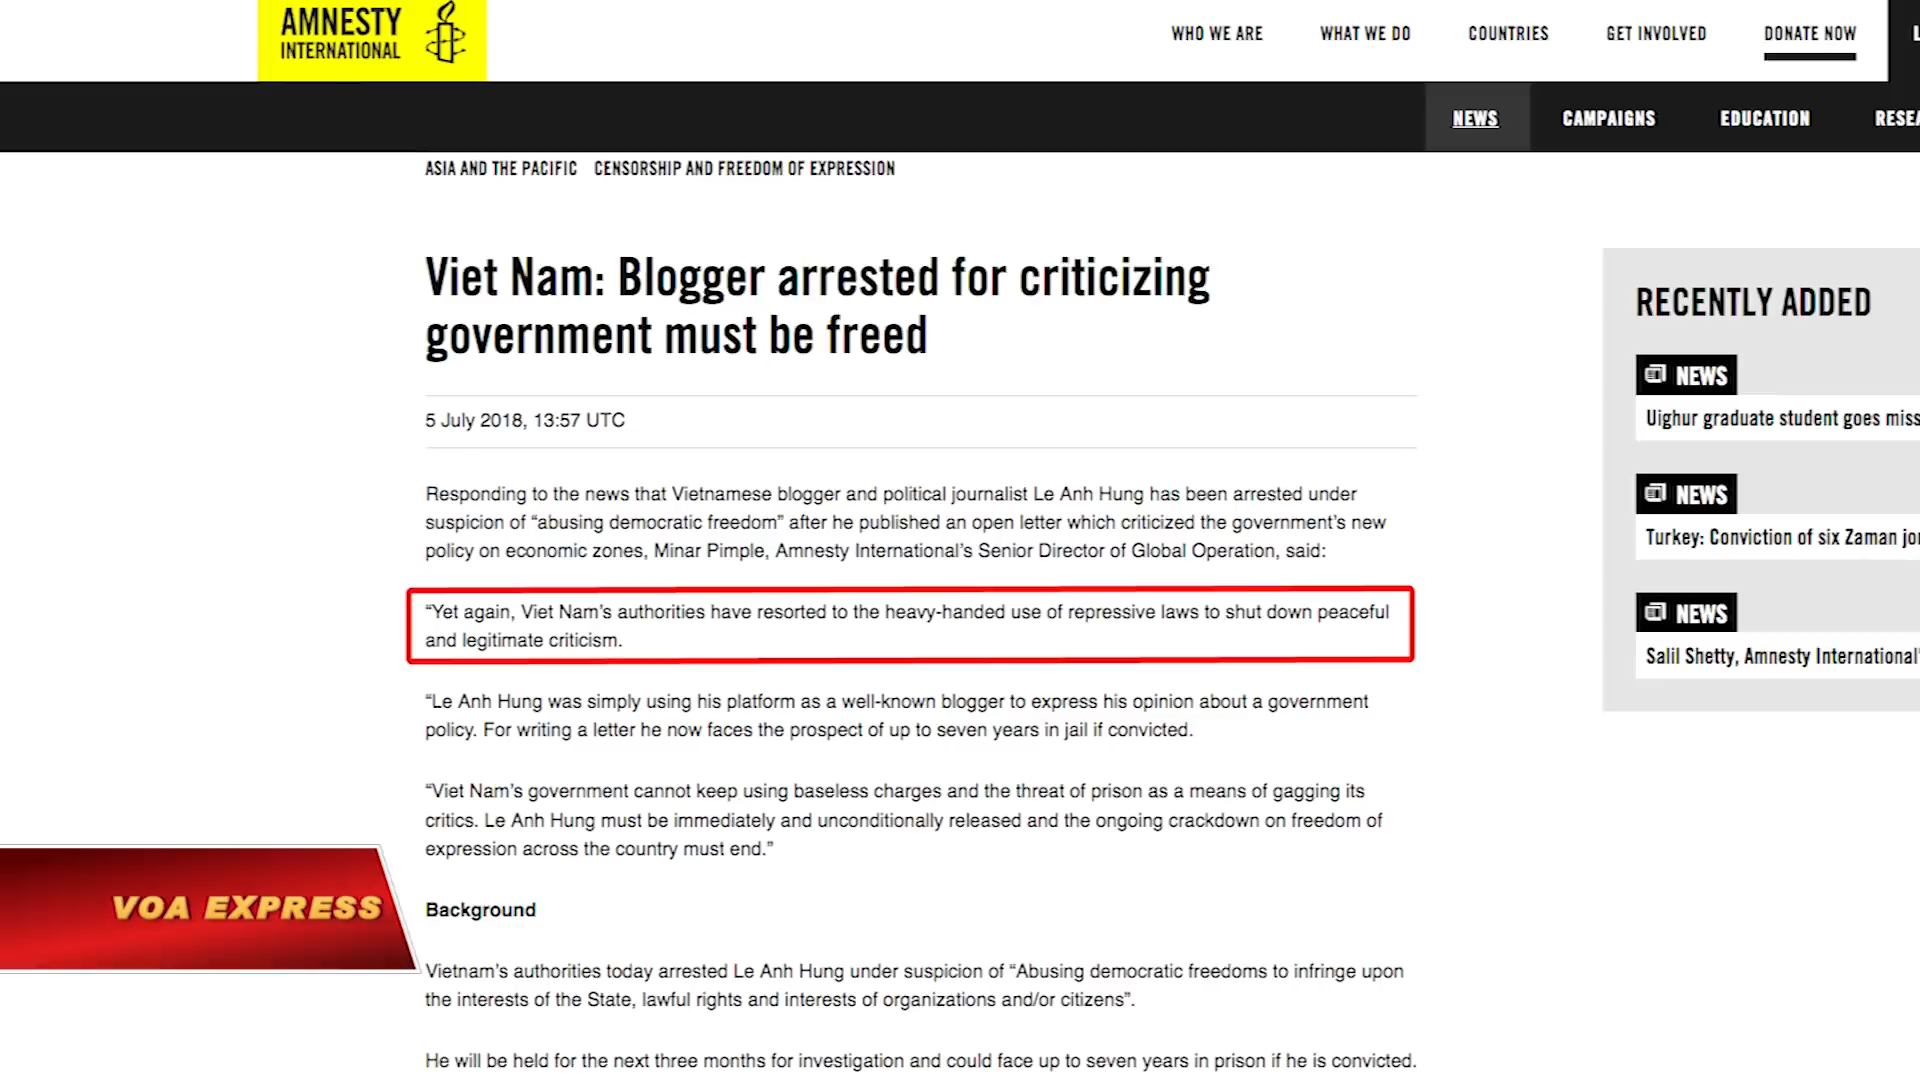 AMNESTY
INTERNATIONAL
WHO WE ARE
WHAT WE DO
COUNTRIES
GET INVOLVED
DONATE NOW
NEWS
CAMPAIGNS
EDUCATION
ASIA AND THE PACIFIC CENSORSHIP AND FREEDOM OF EXPRESSION
Viet Nam: Blogger arrested for criticizing
government must be freed
5 July 2018, 13:57 UTC
Responding to the news that Vietnamese blogger and political journalist Le Anh Hung has been arrested under
suspicion of “abusing democratic freedom” after he published an open letter which criticized the government’s new
policy on economic zones, Minar Pimple, Amnesty International’s Senior Director of Global Operation, said:
“Yet again, Viet Nam’s authorities have resorted to the heavy-handed use of repressive laws to shut down peaceful
and legitimate criticism.
“Le Anh Hung was simply using his platform as a well-known blogger to express his opinion about a government
policy. For writing a letter he now faces the prospect of up to seven years in jail if convicted.
“Viet Nam’s government cannot keep using baseless charges and the threat of prison as a means of gagging its
critics. Le Anh Hung must be immediately and unconditionally released and the ongoing crackdown on freedom of
expression across the country must end.”
Background
Vietnam’s authorities today arrested Le Anh Hung under suspicion of “Abusing democratic freedoms to infringe upon
the interests of the State, lawful rights and interests of organizations and/or citizens”.
He will be held for the next three months for investigation and could face up to seven years in prison if he is convicted.
RECENTLY ADDED
NEWS
Uighur graduate student goes
NEWS
Turkey: Conviction of six Zaman
NEWS
Salil Shetty, Amnesty International'
VOA EXPRESS